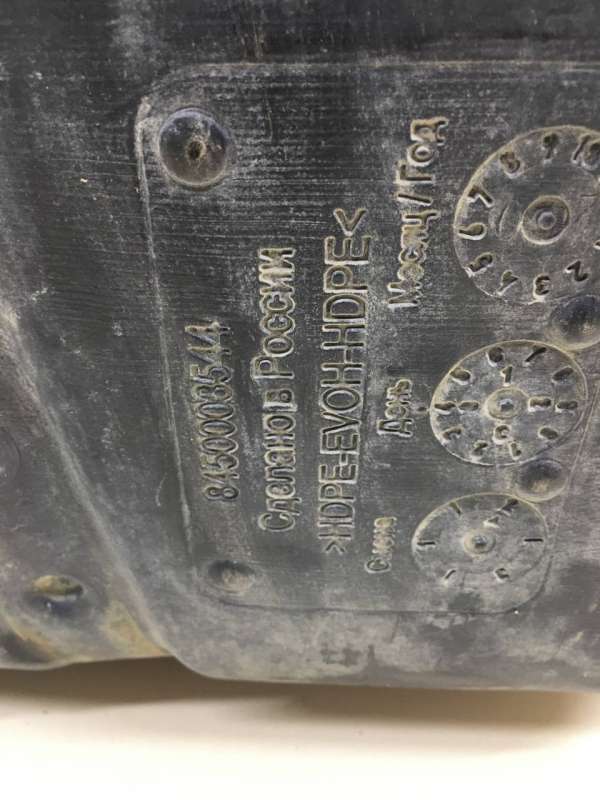 8450003544
Сделано в России
>HDPE-EVOH-HDPE<
Смена
День
Месяц / Год